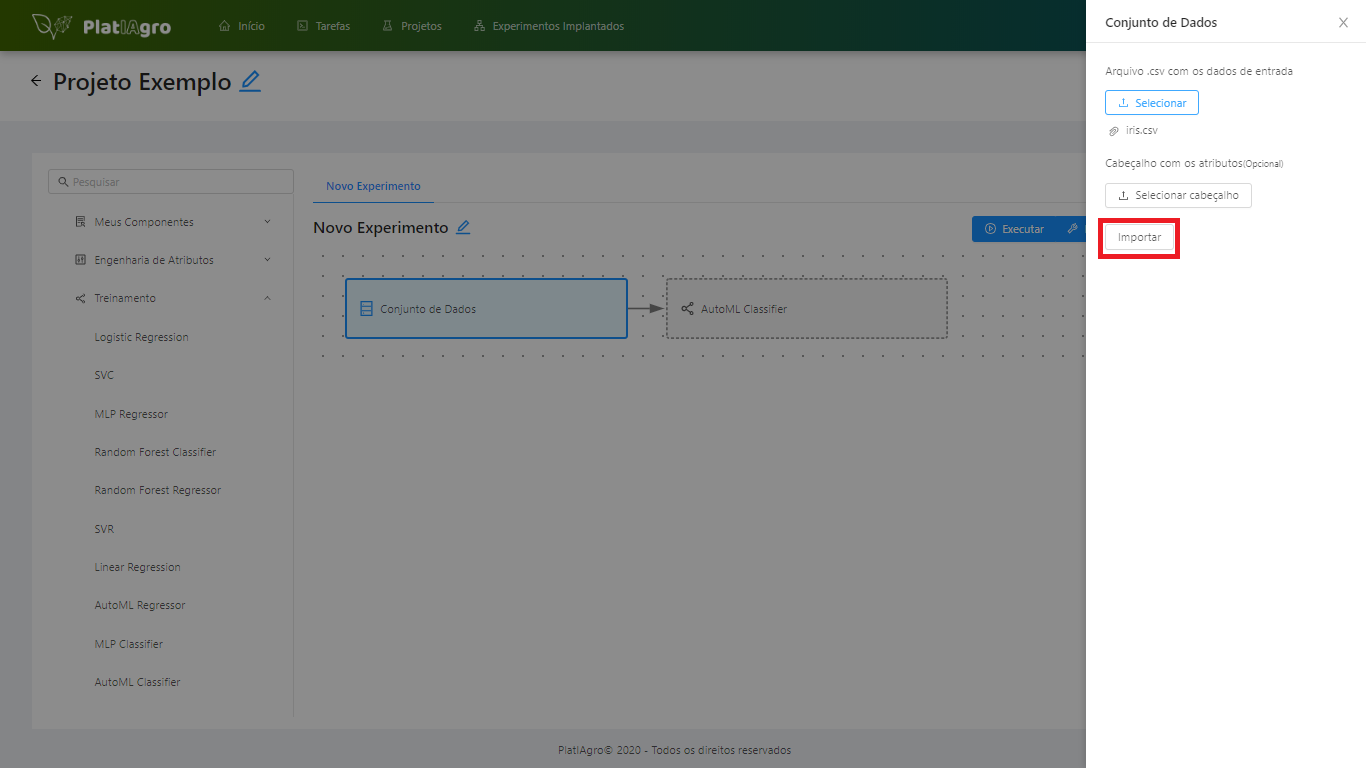 PlatIAgro
Início
Tarefas
Projetos
Experimentos Implantados
Projeto Exemplo
Pesquisar
Meus Componentes
Engenharia de Atributos
Treinamento
Logistic Regression
SVC
MLP Regressor
Random Forest Classifier
Random Forest Regressor
SVR
Linear Regression
AutoML Regressor
MLP Classifier
AutoML Classifier
Novo Experimento
Novo Experimento
Executar
Conjunto de Dados
AutoML Classifier
PlatIAgro© 2020 - Todos os direitos reservados
Conjunto de Dados
Arquivo .csv com os dados de entrada
Selecionar
iris.csv
Cabeçalho com os atributos(Opcional)
Selecionar cabeçalho
Importar